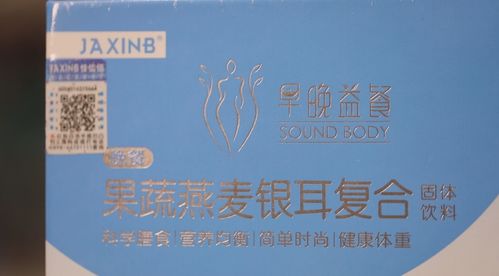 JAXINB®
JAXINB
早晚益餐
SOUND BODY
果蔬燕麦银耳复合 固体饮料
科学膳食|营养均衡|简单时尚|健康体重